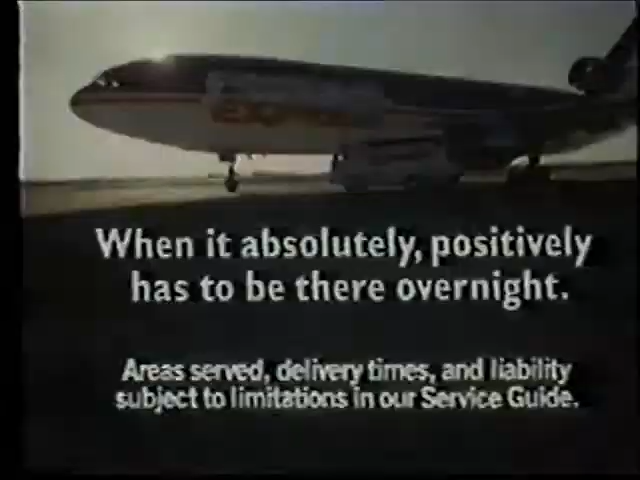 When it absolutely, positively
has to be there overnight.
Areas served, delivery times, and liability
subject to limitations in our Service Guide.